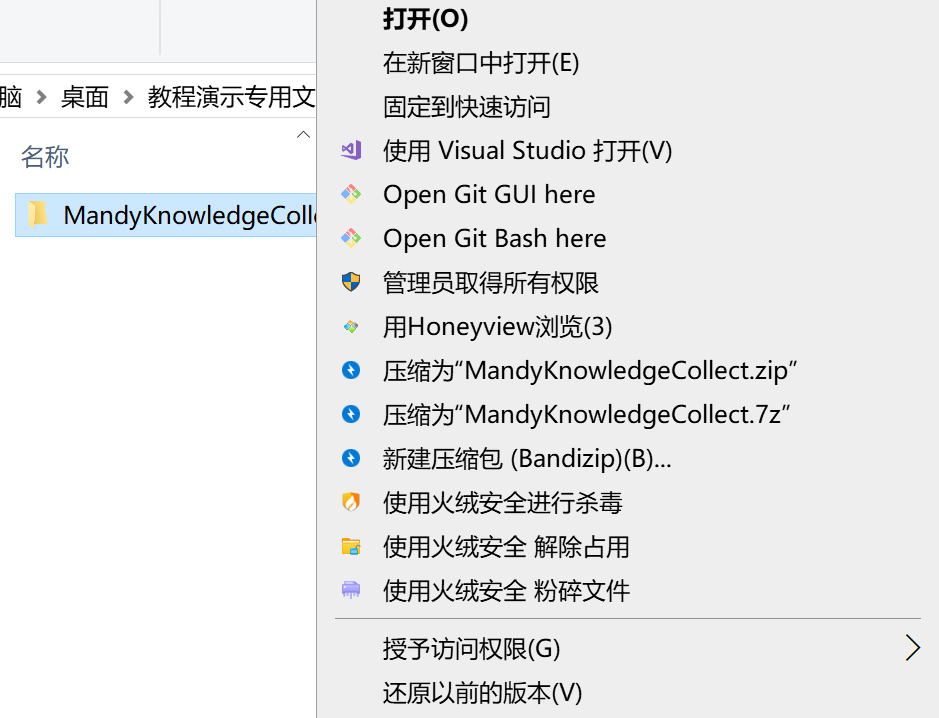 脑 > 桌面 > 教程演示专用文
名称
MandyKnowledgeColle
打开(O)
在新窗口中打开(E)
固定到快速访问
使用 Visual Studio 打开(V)
Open Git GUI here
Open Git Bash here
管理员取得所有权限
用Honeyview浏览(3)
压缩为“MandyKnowledgeCollect.zip”
压缩为“MandyKnowledgeCollect.7z”
新建压缩包 (Bandizip)(B)...
使用火绒安全进行杀毒
使用火绒安全 解除占用
使用火绒安全 粉碎文件
授予访问权限(G)
还原以前的版本(V)